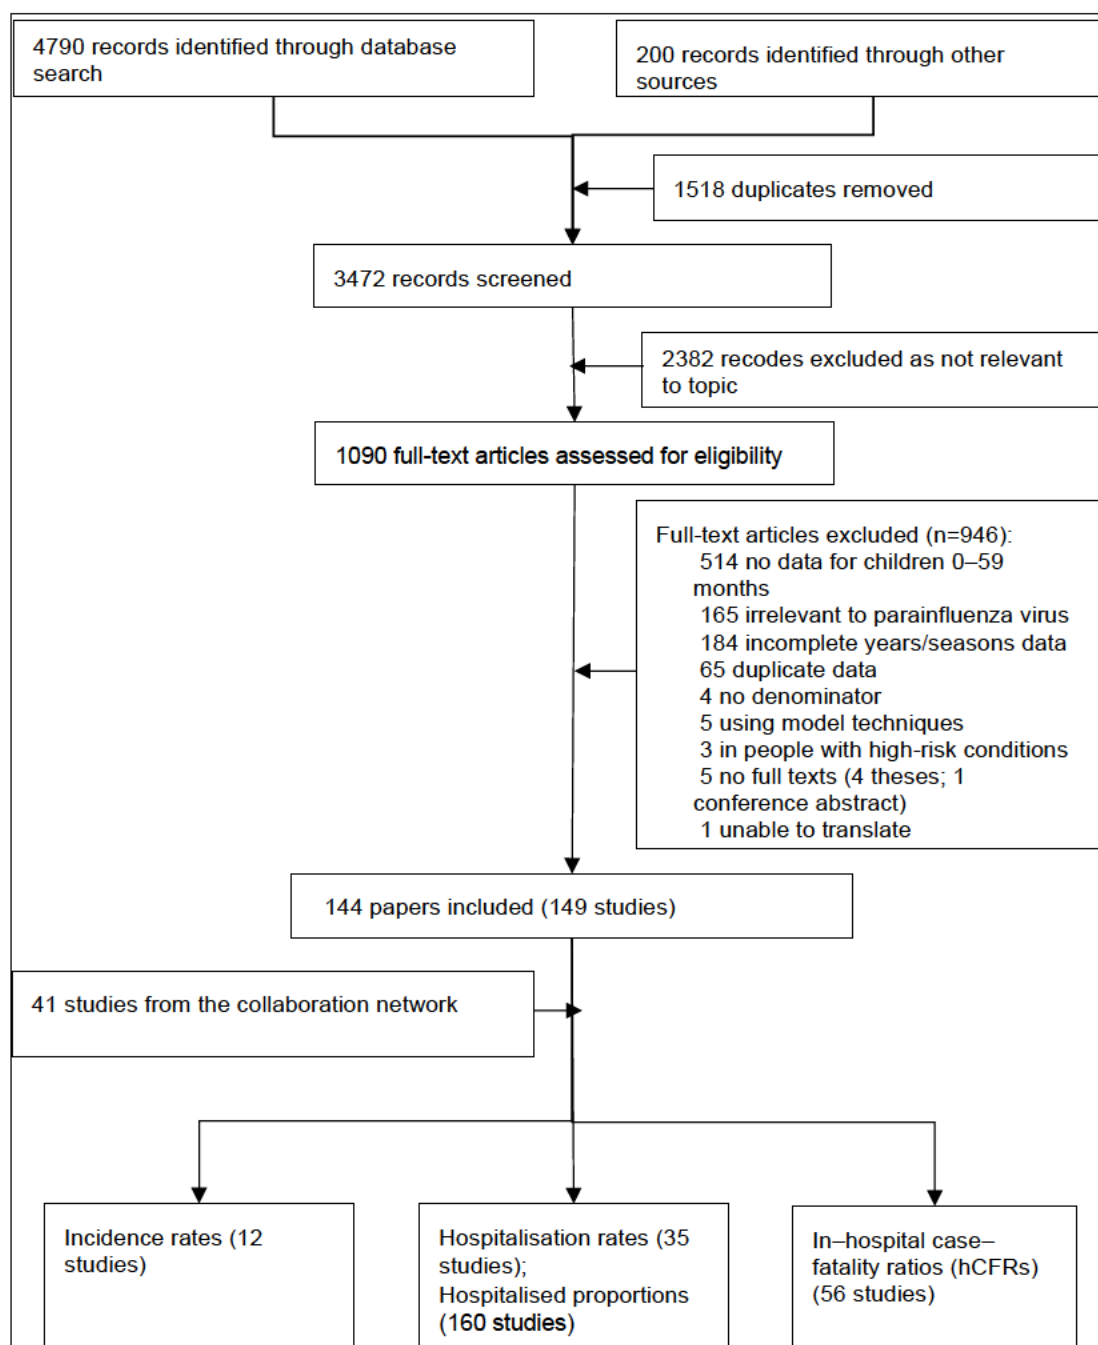 4790 records identified through database
search
200 records identified through other
sources
1518 duplicates removed
3472 records screened
2382 recodes excluded as not relevant
to topic
1090 full-text articles assessed for eligibility
Full-text articles excluded (n=946):
514 no data for children 0–59
months
165 irrelevant to parainfluenza virus
184 incomplete years/seasons data
65 duplicate data
4 no denominator
5 using model techniques
3 in people with high-risk conditions
5 no full texts (4 theses; 1
conference abstract)
1 unable to translate
144 papers included (149 studies)
41 studies from the collaboration network
Incidence rates (12
studies)
Hospitalisation rates (35
studies);
Hospitalised proportions
(160 studies)
In–hospital case–
fatality ratios (hCFRs)
(56 studies)